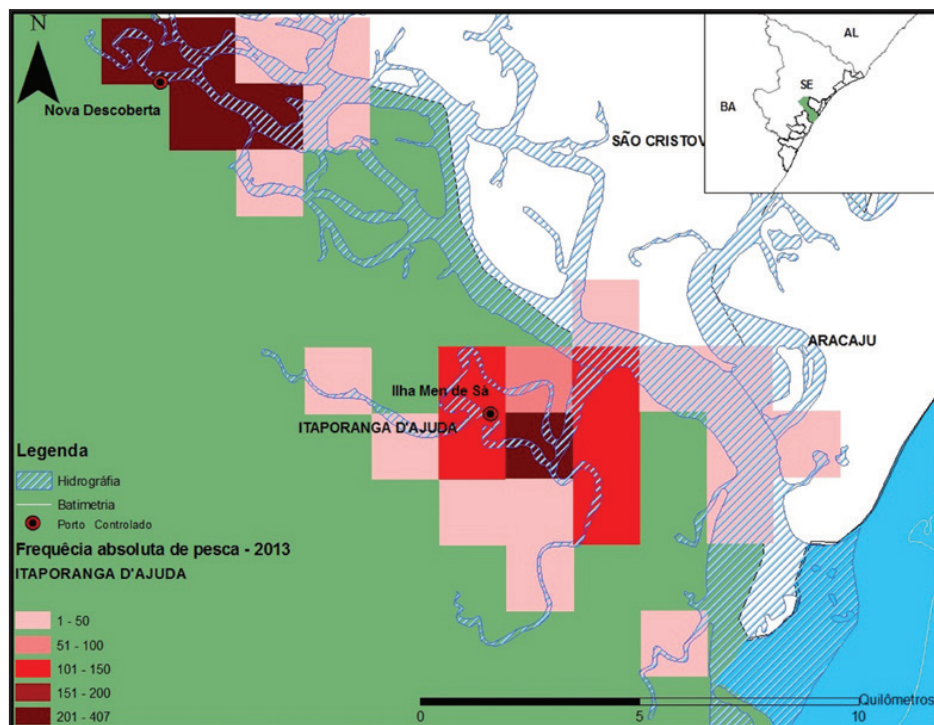 N
AL
SE
BA
Nova Descoberta
SÃO CRISTOV
ARACAJU
Ilha Men de Sá
ITAPORANGA D'AJUDA
Legenda
Hidrográfia
Batimetria
Porto Controlado
Frequêcia absoluta de pesca - 2013
ITAPORANGA D'AJUDA
1 - 50
51 - 100
101 - 150
151 - 200
201 - 407
Quilômetros
0 5 10